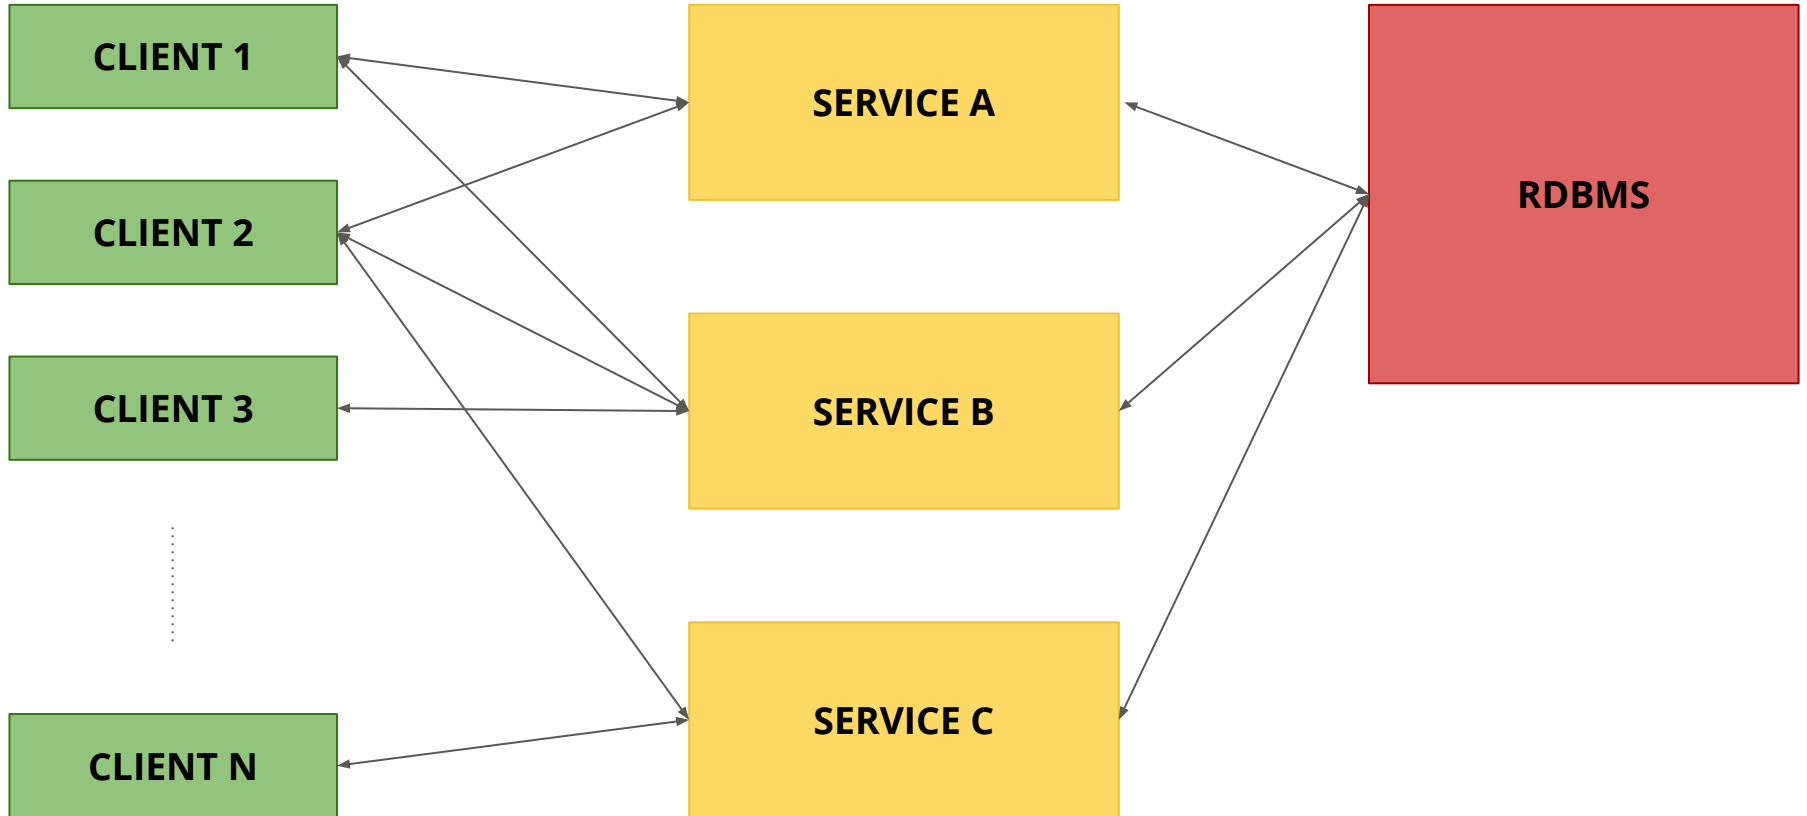 CLIENT 1
CLIENT 2
CLIENT 3
CLIENT N
SERVICE A
SERVICE B
SERVICE C
RDBMS